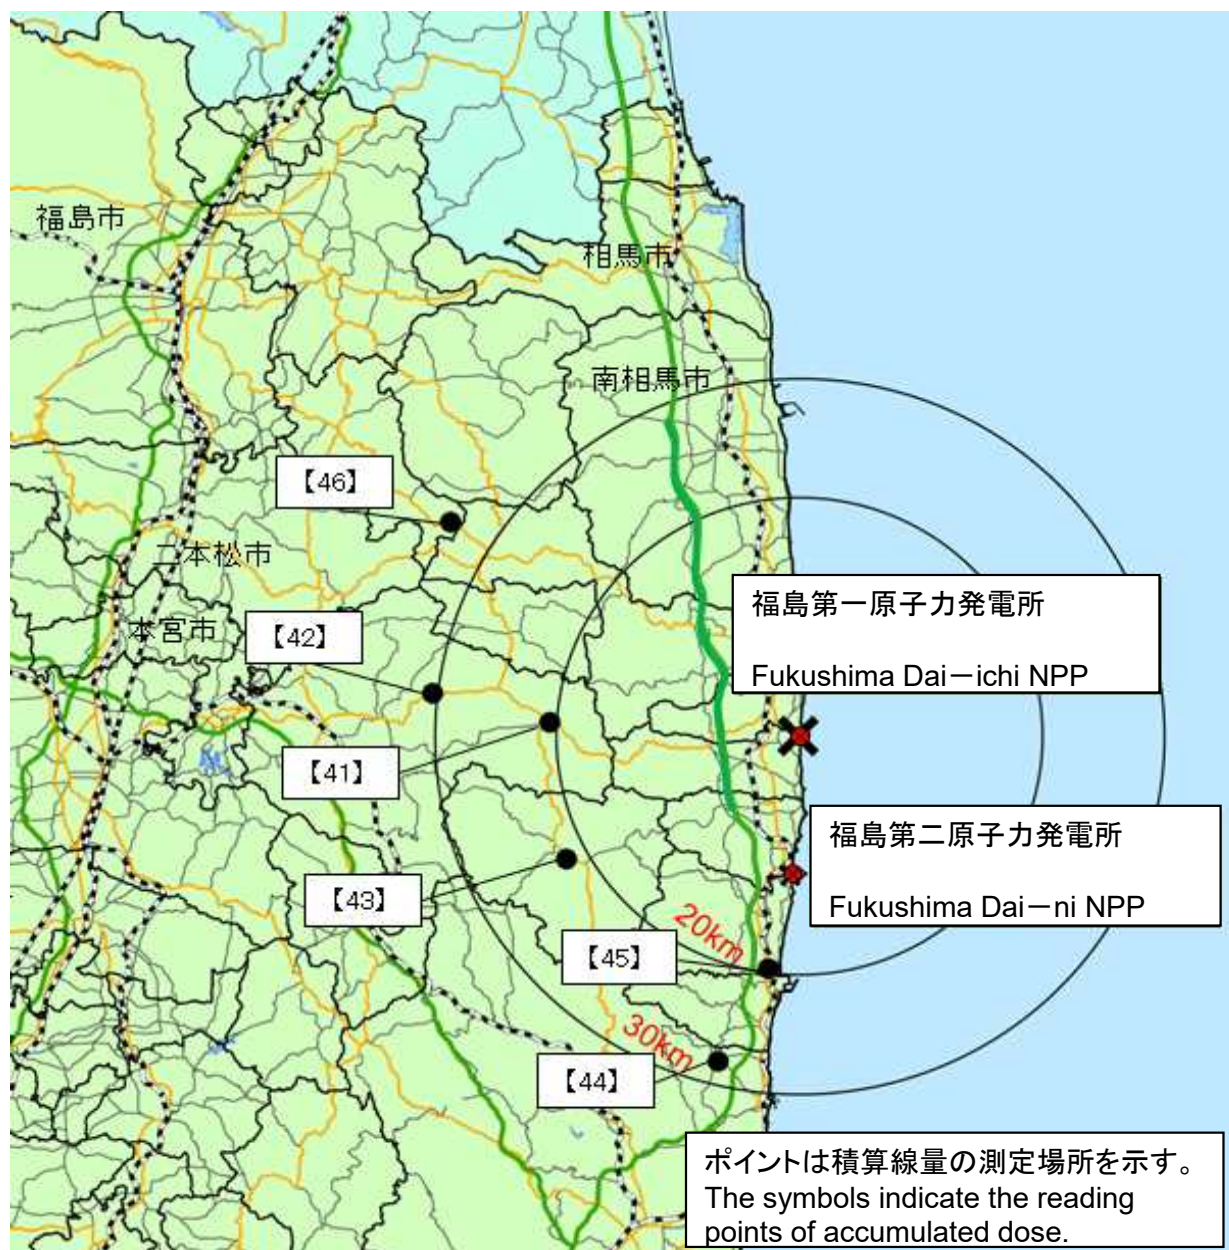 福島市
相馬市
南相馬市
【46】
二本松市
福島第一原子力発電所
Fukushima Dai－ichi NPP
本宮市
【42】
【41】
福島第二原子力発電所
Fukushima Dai－ni NPP
【43】
20km
【45】
30km
【44】
ポイントは積算線量の測定場所を示す。
The symbols indicate the reading
points of accumulated dose.